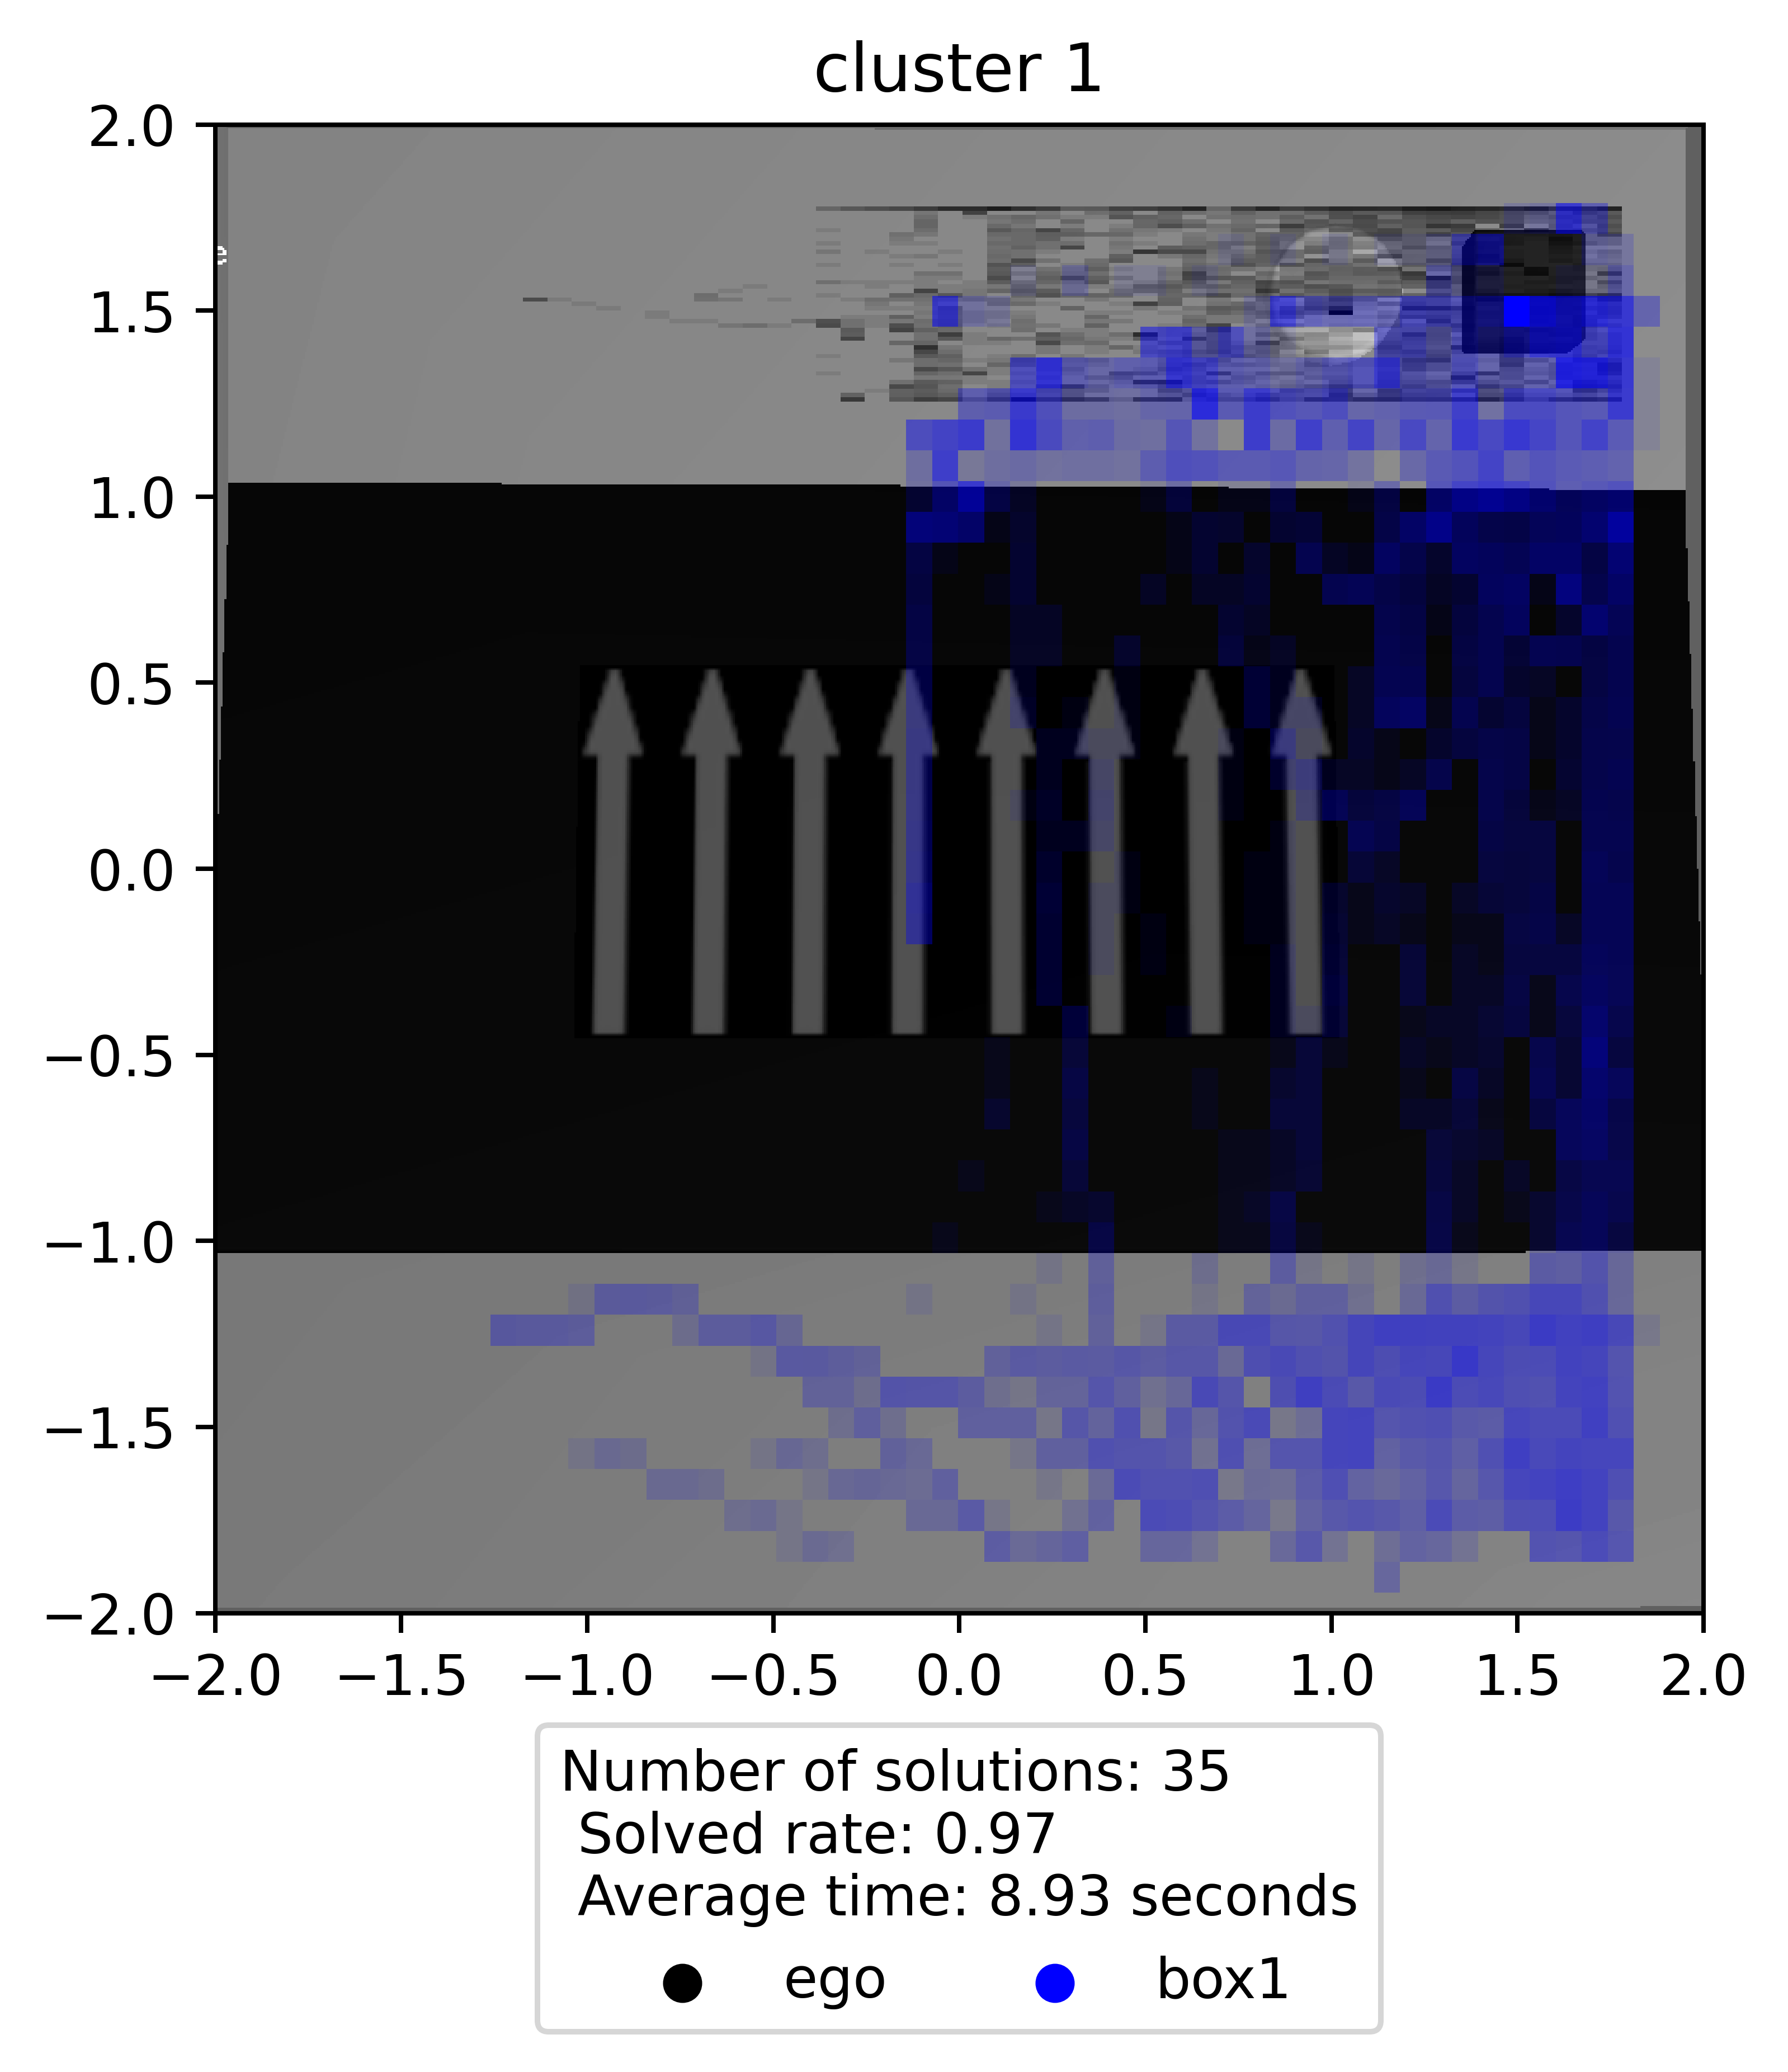 cluster 1
2.0
1.5
1.0
0.5
0.0
−0.5
−1.0
−1.5
−2.0
−2.0 −1.5 −1.0 −0.5 0.0 0.5 1.0 1.5 2.0
Number of solutions: 35
Solved rate: 0.97
Average time: 8.93 seconds
ego box1